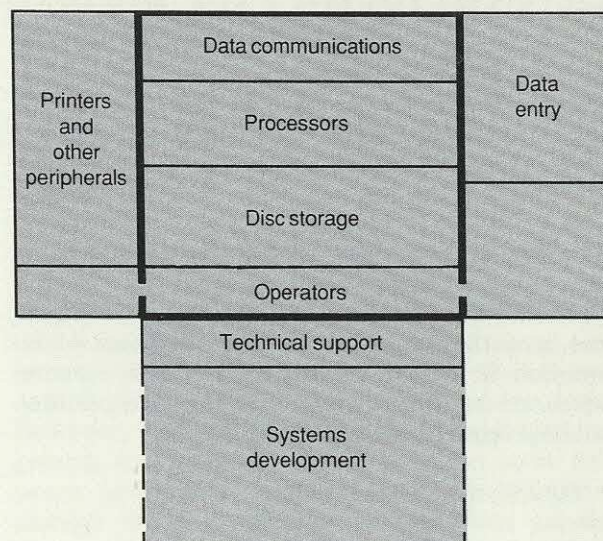 Data communications
Printers
and
other
peripherals
Processors
Data
entry
Disc storage
Operators
Technical support
Systems
development